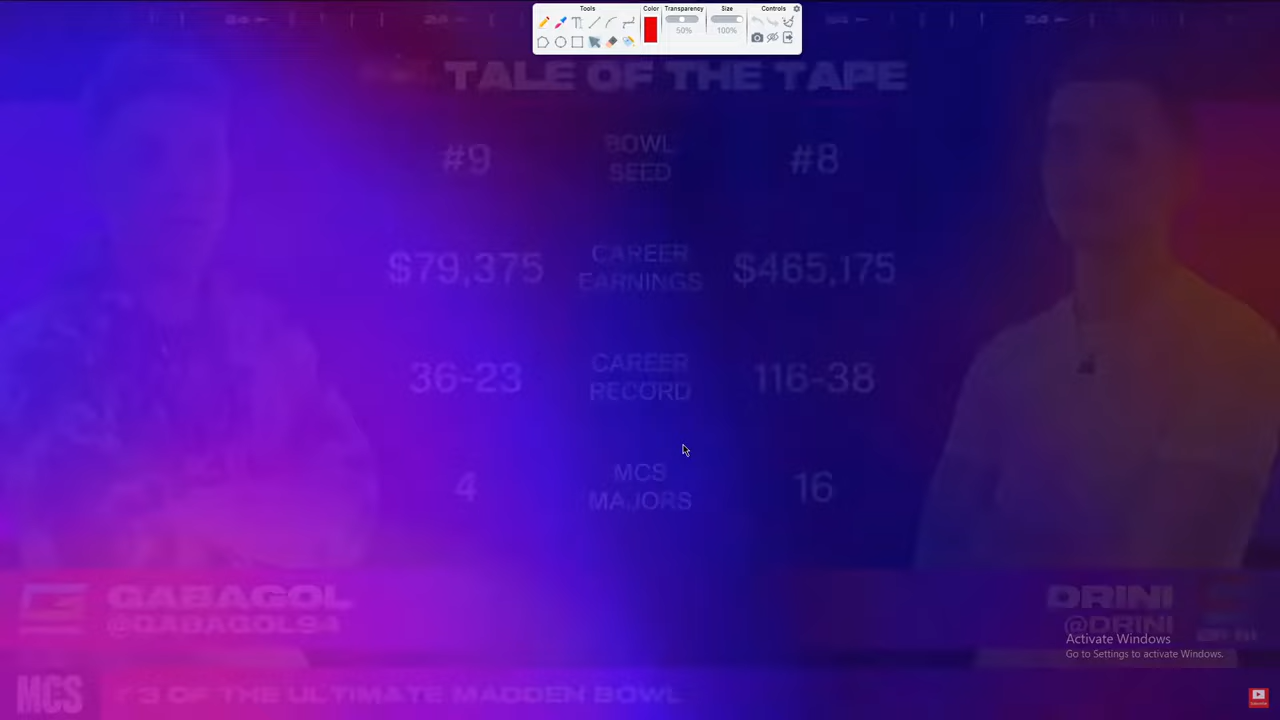 Tools
Color
Transparency
Size
Controls
50%
100%
TALE OF THE TAPE
#9
BOWL
SEED
#8
$79,375
CAREER
EARNINGS
$465,175
36-23
CAREER
RECORD
116-38
4
MCS
MAJORS
16
GABAGOL
@GABAGOL94
DRINI
@DRINI
Activate Windows
Go to Settings to activate Windows.
MCS
3 OF THE ULTIMATE MADDEN BOWL